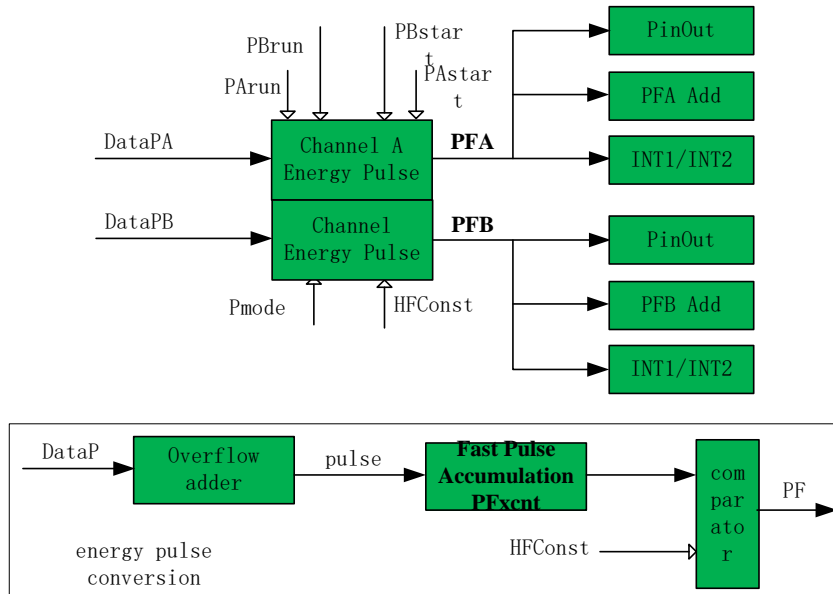 PBrun
PBstar
t
PinOut
PArun
PAstar
t
PFA Add
DataPA
Channel A
Energy Pulse
PFA
INT1/INT2
DataPB
Channel
Energy Pulse
PFB
PinOut
Pmode
HFConst
PFB Add
INT1/INT2
DataP
Overflow
adder
pulse
Fast Pulse
Accumulation
PFxcnt
com
par
ato
r
PF
HFConst
energy pulse
conversion